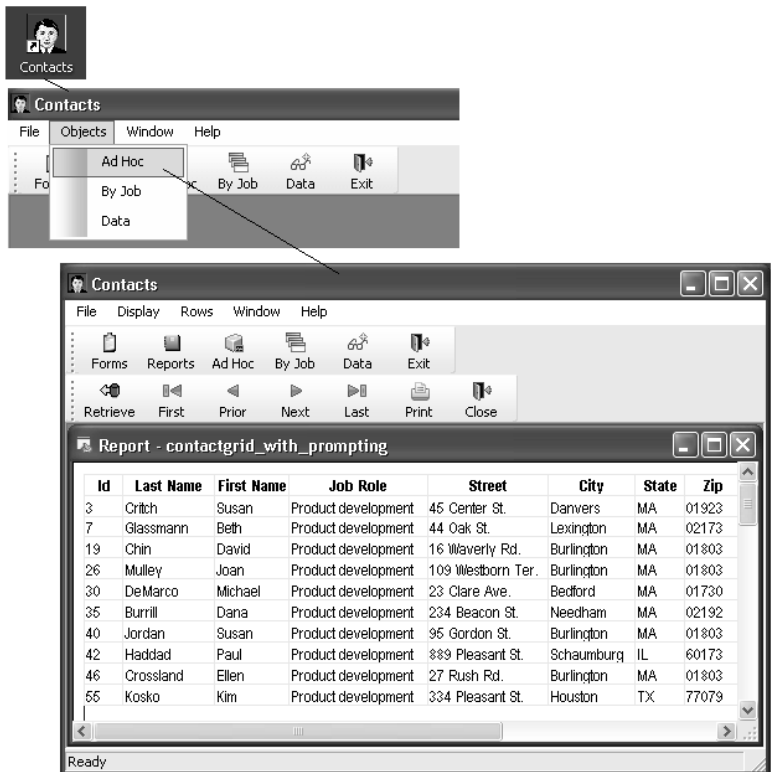 Contacts
Contacts
File Objects Window Help
Ad Hoc
By Job
Data
Fo c By Job Data Exit
Contacts
File Display Rows Window Help
Forms Reports Ad Hoc By Job Data Exit
Retrieve First Prior Next Last Print Close
Report - contactgrid_with_prompting
Id Last Name First Name Job Role Street City State Zip
3 Critch Susan Product development 45 Center St. Danvers MA 01923
7 Glassmann Beth Product development 44 Oak St. Lexington MA 02173
19 Chin David Product development 16 Waverly Rd. Burlington MA 01803
26 Mulley Joan Product development 109 Westborn Ter. Burlington MA 01803
30 DeMarco Michael Product development 23 Clare Ave. Bedford MA 01730
35 Burrill Dana Product development 234 Beacon St. Needham MA 02192
40 Jordan Susan Product development 95 Gordon St. Burlington MA 01803
42 Haddad Paul Product development 889 Pleasant St. Schaumburg IL 60173
46 Crossland Ellen Product development 27 Rush Rd. Burlington MA 01803
55 Kosko Kim Product development 334 Pleasant St. Houston TX 77079
Ready